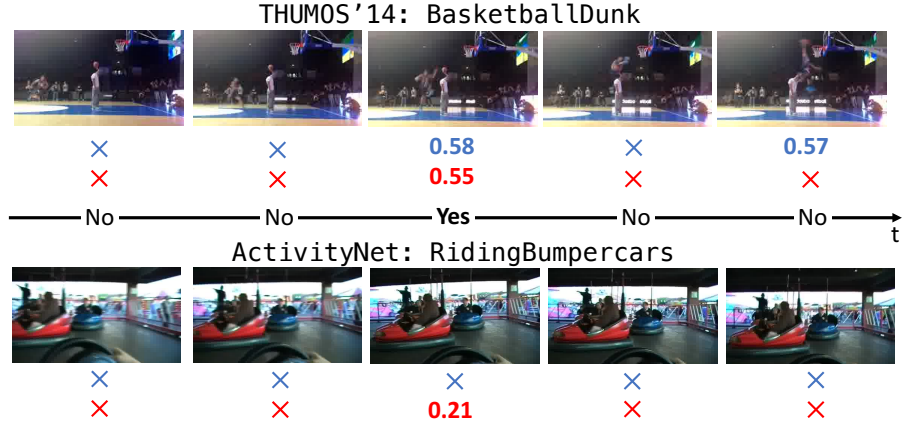 THUMOS’14: BasketballDunk
× × 0.58 × 0.57
× × 0.55 × ×
No No Yes No No
t
ActivityNet: RidingBumpercars
× × × × ×
× × 0.21 × ×